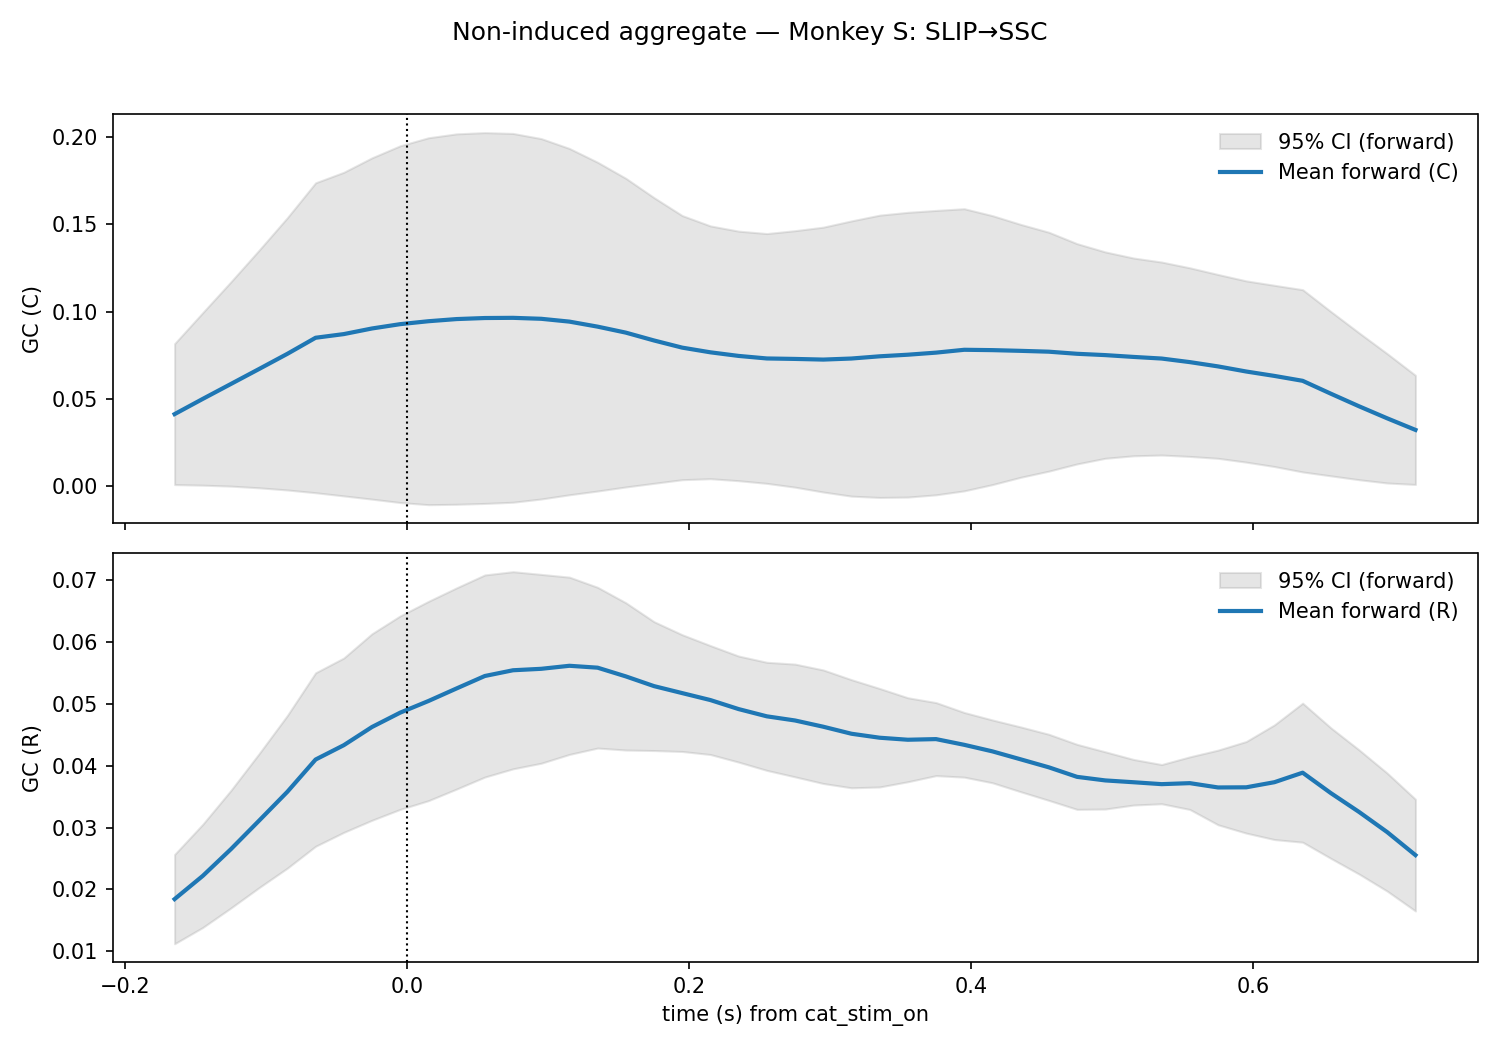 Non-induced aggregate — Monkey S: SLIP→SSC
0.20
0.15
0.10
0.05
0.00
GC (C)
95% CI (forward)
Mean forward (C)
0.07
0.06
0.05
0.04
0.03
0.02
0.01
GC (R)
95% CI (forward)
Mean forward (R)
−0.2
0.0
0.2
0.4
0.6
time (s) from cat_stim_on